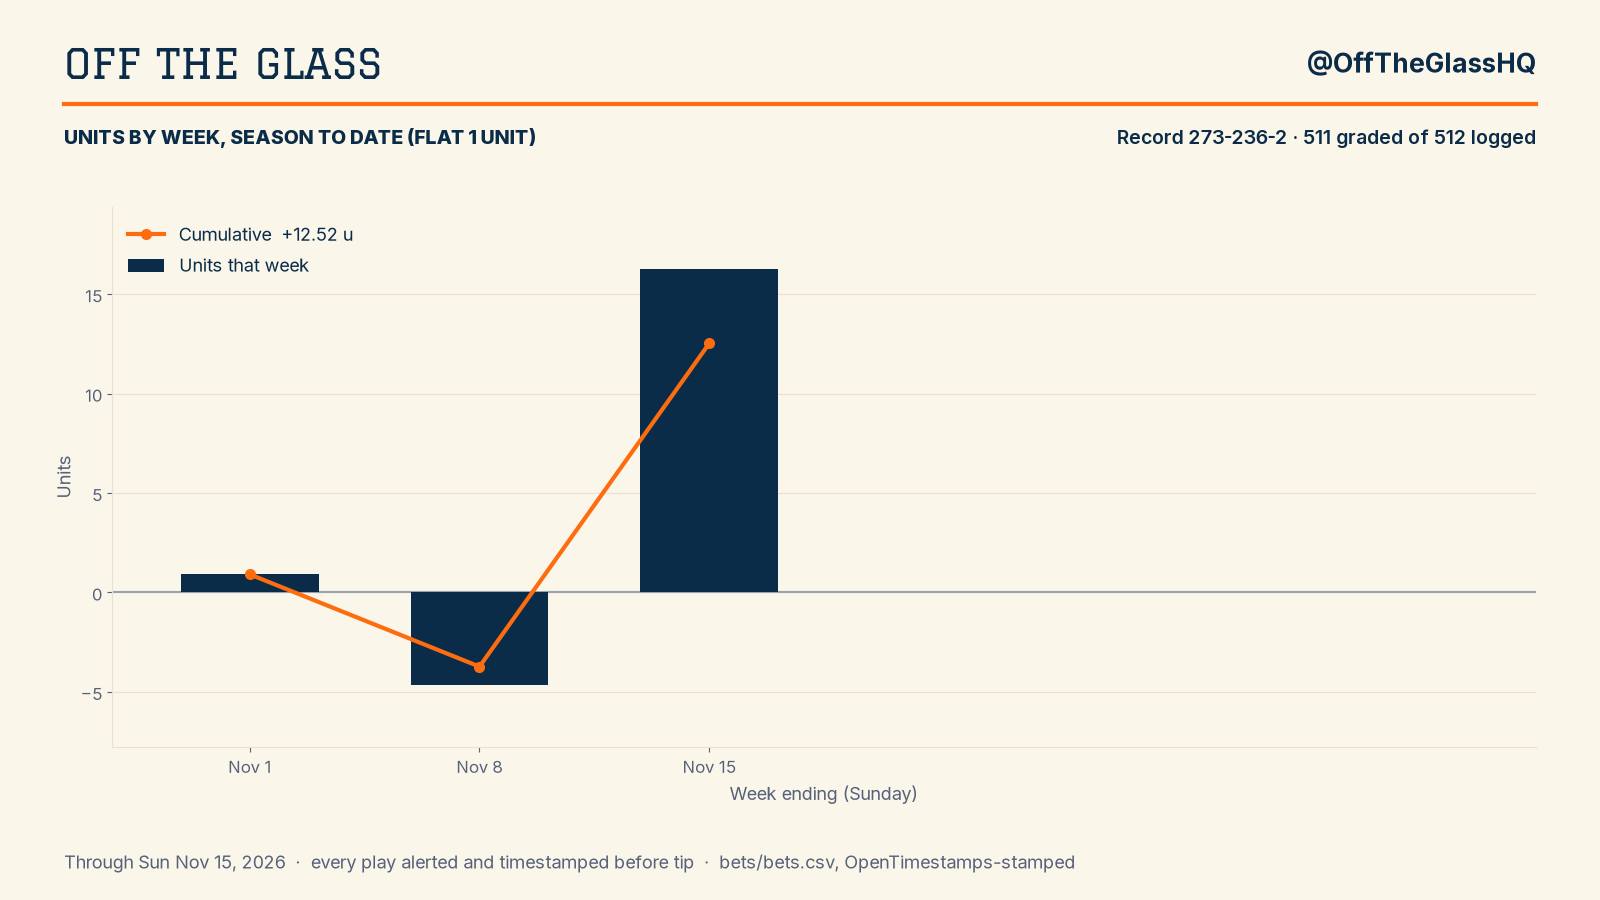 OFF THE GLASS
@OffTheGlassHQ
UNITS BY WEEK, SEASON TO DATE (FLAT 1 UNIT)
Record 273-236-2 · 511 graded of 512 logged
Cumulative +12.52 u
Units that week
15
10
5
0
−5
Units
Nov 1
Nov 8
Nov 15
Week ending (Sunday)
Through Sun Nov 15, 2026 · every play alerted and timestamped before tip · bets/bets.csv, OpenTimestamps-stamped